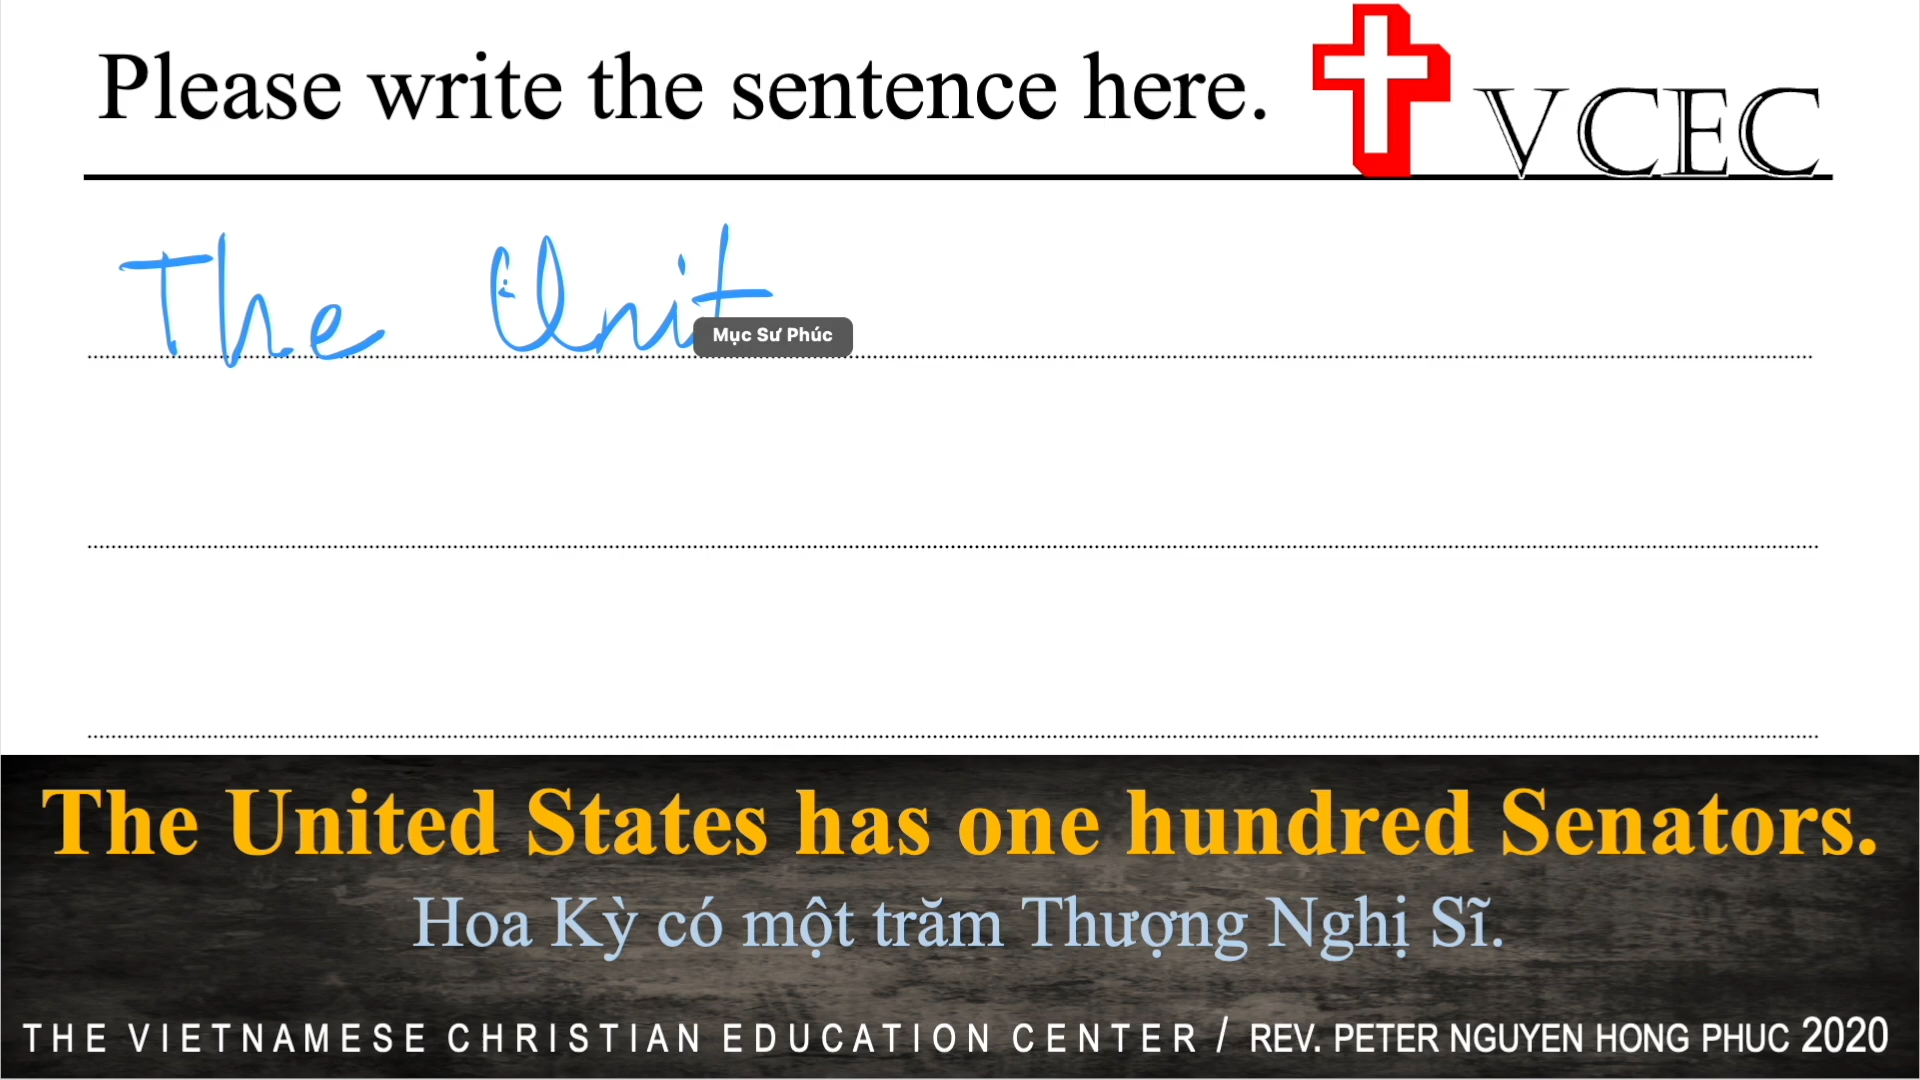 Please write the sentence here.
VCEC
The Unit
Mục Sư Phúc
The United States has one hundred Senators.
Hoa Kỳ có một trăm Thượng Nghị Sĩ.
THE VIETNAMESE CHRISTIAN EDUCATION CENTER / REV. PETER NGUYEN HONG PHUC 2020